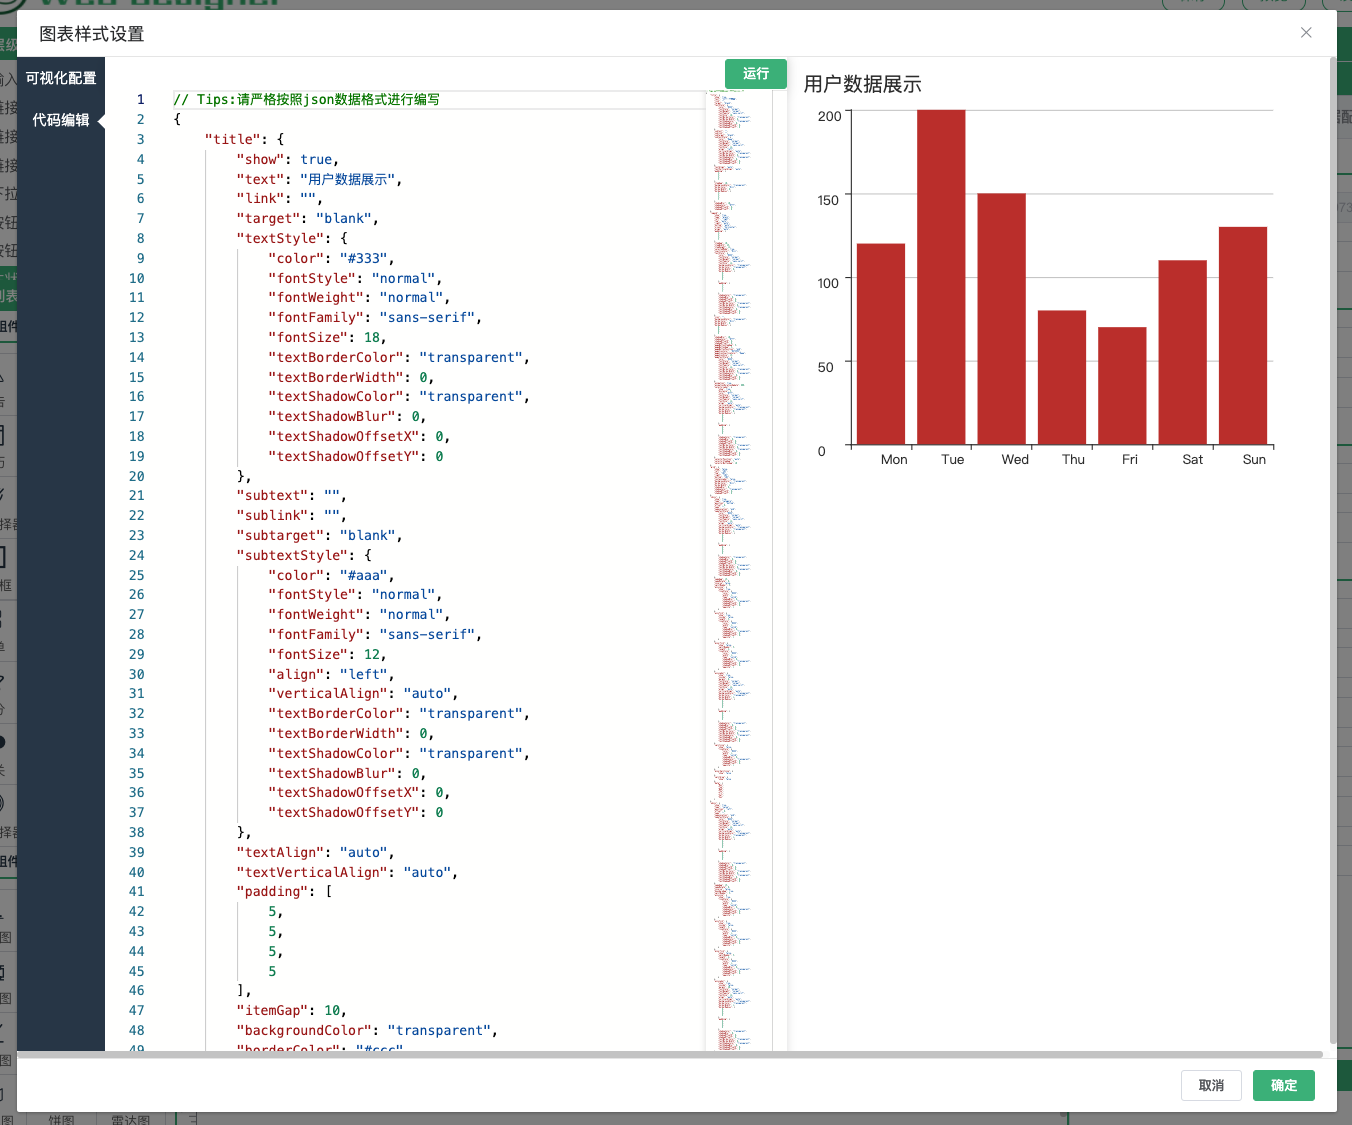 图表样式设置
可视化配置
代码编辑
运行
1 // Tips:请严格按照json数据格式进行编写
2 {
3 "title": {
4 "show": true,
5 "text": "用户数据展示",
6 "link": "",
7 "target": "blank",
8 "textStyle": {
9 "color": "#333",
10 "fontStyle": "normal",
11 "fontWeight": "normal",
12 "fontFamily": "sans-serif",
13 "fontSize": 18,
14 "textBorderColor": "transparent",
15 "textBorderWidth": 0,
16 "textShadowColor": "transparent",
17 "textShadowBlur": 0,
18 "textShadowOffsetX": 0,
19 "textShadowOffsetY": 0
20 },
21 "subtext": "",
22 "sublink": "",
23 "subtarget": "blank",
24 "subtextStyle": {
25 "color": "#aaa",
26 "fontStyle": "normal",
27 "fontWeight": "normal",
28 "fontFamily": "sans-serif",
29 "fontSize": 12,
30 "align": "left",
31 "verticalAlign": "auto",
32 "textBorderColor": "transparent",
33 "textBorderWidth": 0,
34 "textShadowColor": "transparent",
35 "textShadowBlur": 0,
36 "textShadowOffsetX": 0,
37 "textShadowOffsetY": 0
38 },
39 "textAlign": "auto",
40 "textVerticalAlign": "auto",
41 "padding": [
42 5,
43 5,
44 5,
45 5
46 ],
47 "itemGap": 10,
48 "backgroundColor": "transparent",
49 "borderColor": "#ccc"
用户数据展示
200
150
100
50
0
Mon Tue Wed Thu Fri Sat Sun
取消
确定
饼图 雷达图